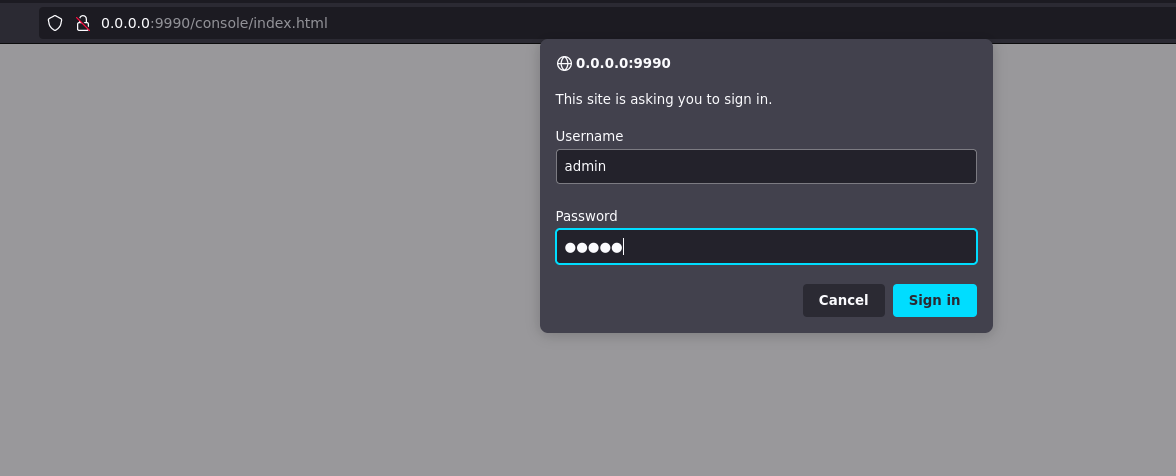 0.0.0.0:9990/console/index.html
0.0.0.0:9990
This site is asking you to sign in.
Username
admin
Password
●●●●●
Cancel Sign in